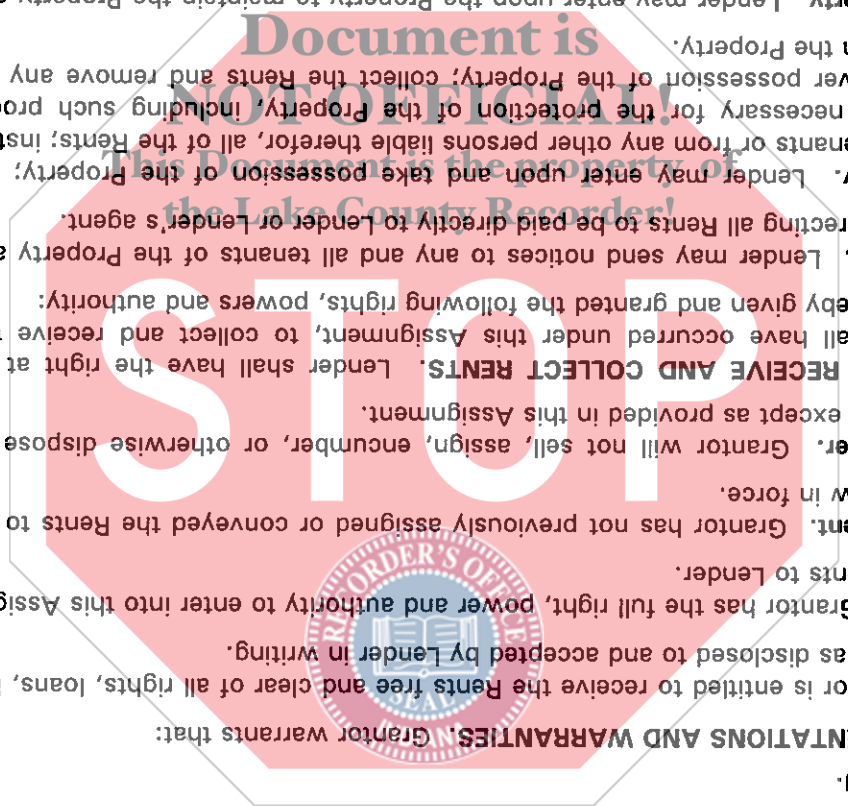 NTATIONS AND WARRANTIES. Grantor warrants that:
or is entitled to receive the Rents free and clear of all rights, loans,
as disclosed to and accepted by Lender in writing.
Grantor has the full right, power and authority to enter into this Assig
nts to Lender.
nt. Grantor has not previously assigned or conveyed the Rents to
w in force.
er. Grantor will not sell, assign, encumber, or otherwise dispose
except as provided in this Assignment.
RECEIVE AND COLLECT RENTS. Lender shall have the right at
all have occurred under this Assignment, to collect and receive
eby given and granted the following rights, powers and authority:
. Lender may send notices to any and all tenants of the Property a
recting all Rents to be paid directly to Lender or Lender's agent.
y. Lender may enter upon and take possession of the Property;
enants or from any other persons liable therefor, all of the Rents; inst
necessary for the protection of the Property, including such proc
ver possession of the Property; collect the Rents and remove any
n the Property.
erty. Lender may enter upon the Property to maintain the Property
Document is
NOT OFFICIAL!
This Document is the property of
the Lake County Recorder!
STOP
RECORDER'S OFFICE
SEAL
INDIANA